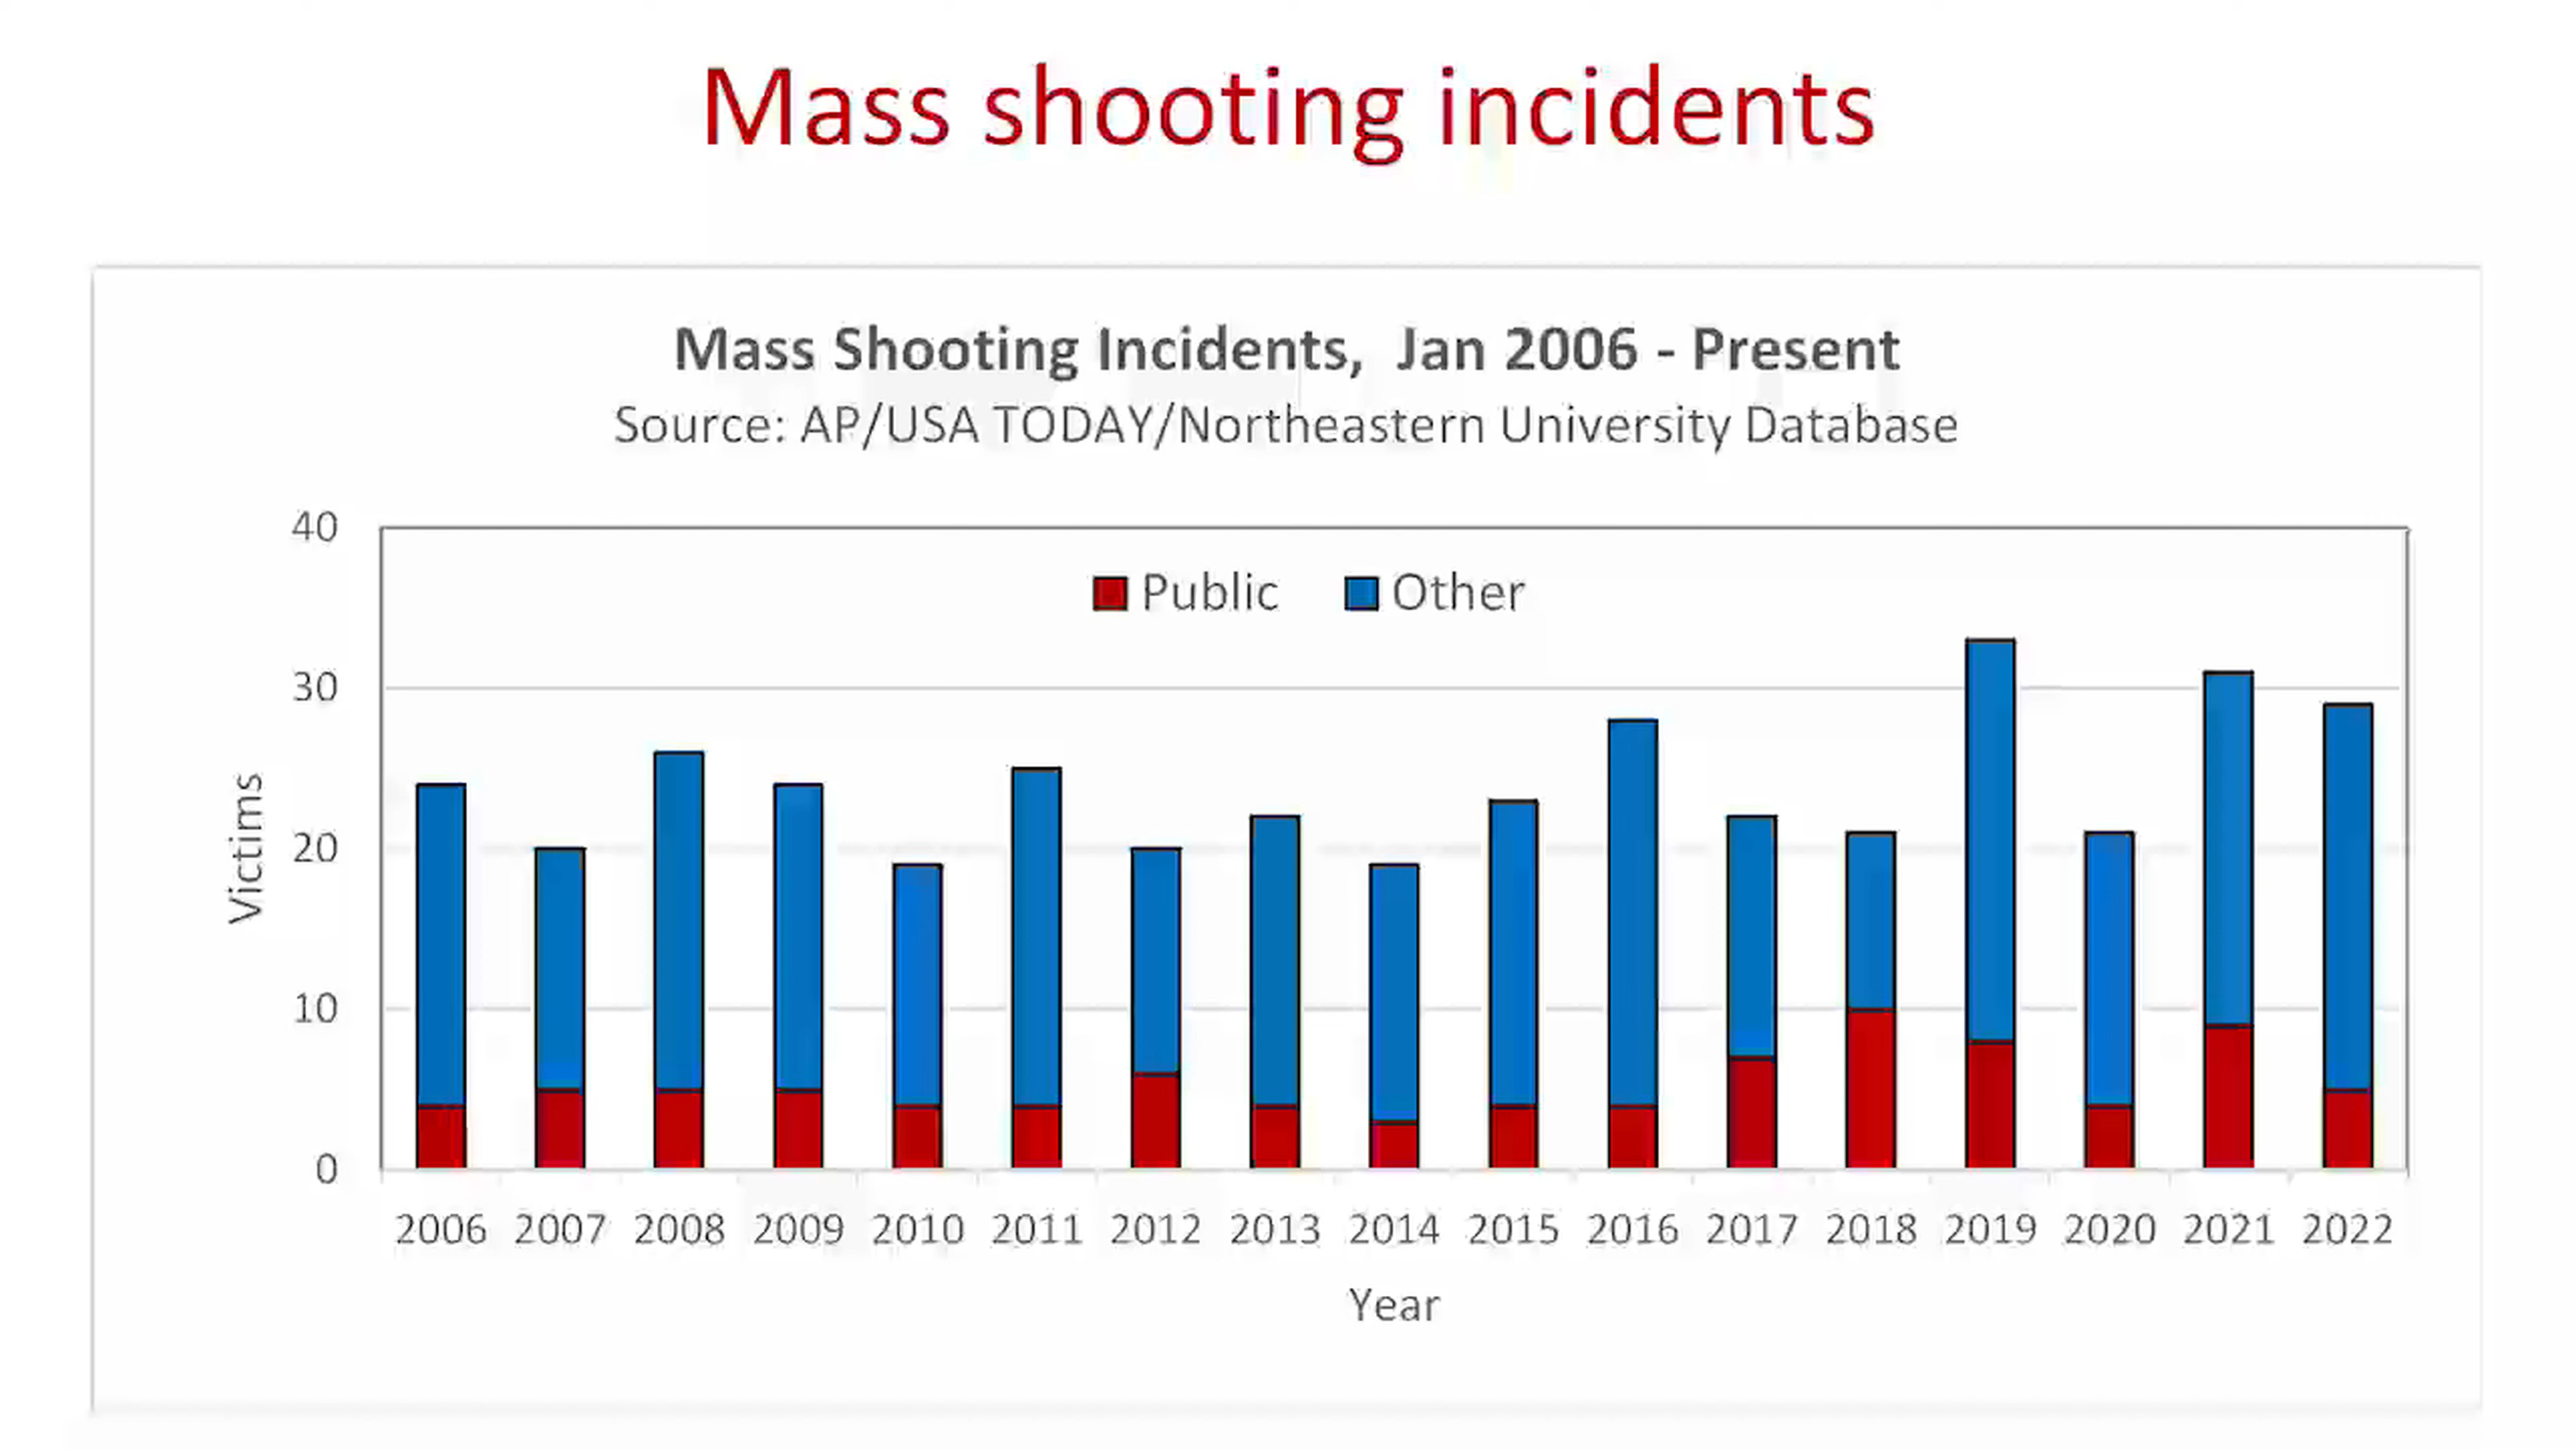 Mass shooting incidents
Mass Shooting Incidents, Jan 2006 - Present
Source: AP/USA TODAY/Northeastern University Database
40
Public Other
30
Victims
20
10
0
2006 2007 2008 2009 2010 2011 2012 2013 2014 2015 2016 2017 2018 2019 2020 2021 2022
Year